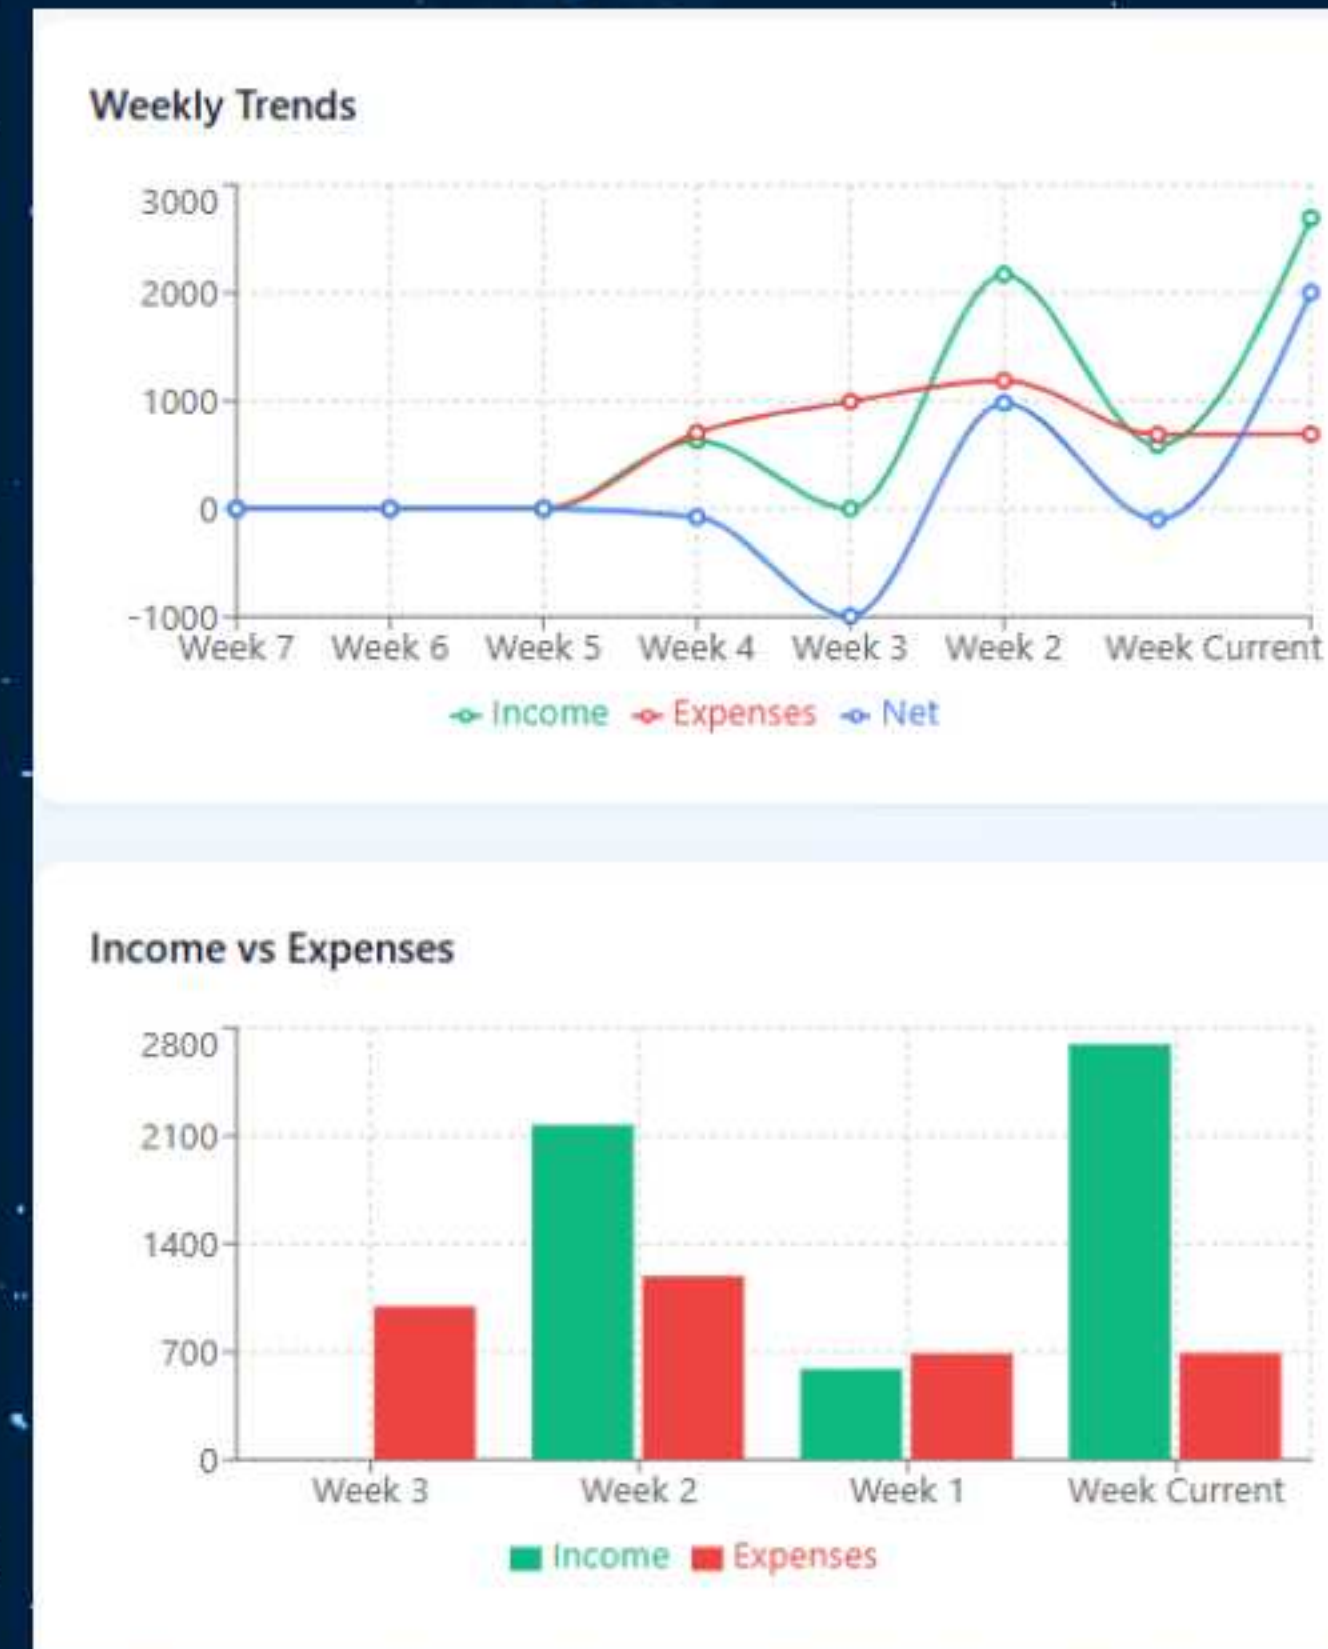 Weekly Trends
3000
2000
1000
0
-1000
Week 7 Week 6 Week 5 Week 4 Week 3 Week 2 Week Current
Income Expenses Net
Income vs Expenses
2800
2100
1400
700
0
Week 3 Week 2 Week 1 Week Current
Income Expenses